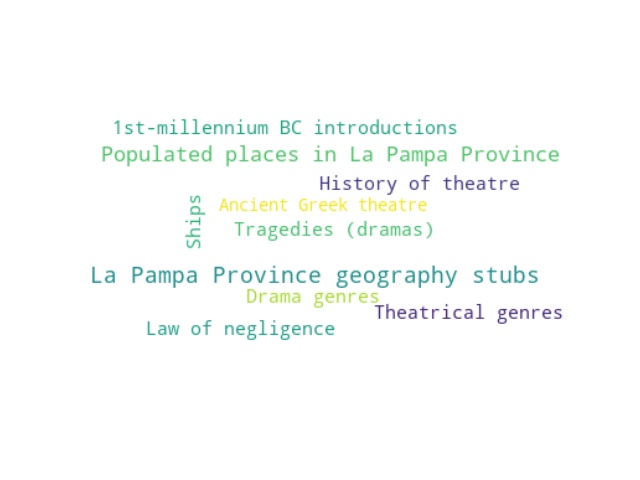 1st-millennium BC introductions
Populated places in La Pampa Province
History of theatre
Ships
Ancient Greek theatre
Tragedies (dramas)
La Pampa Province geography stubs
Drama genres
Theatrical genres
Law of negligence